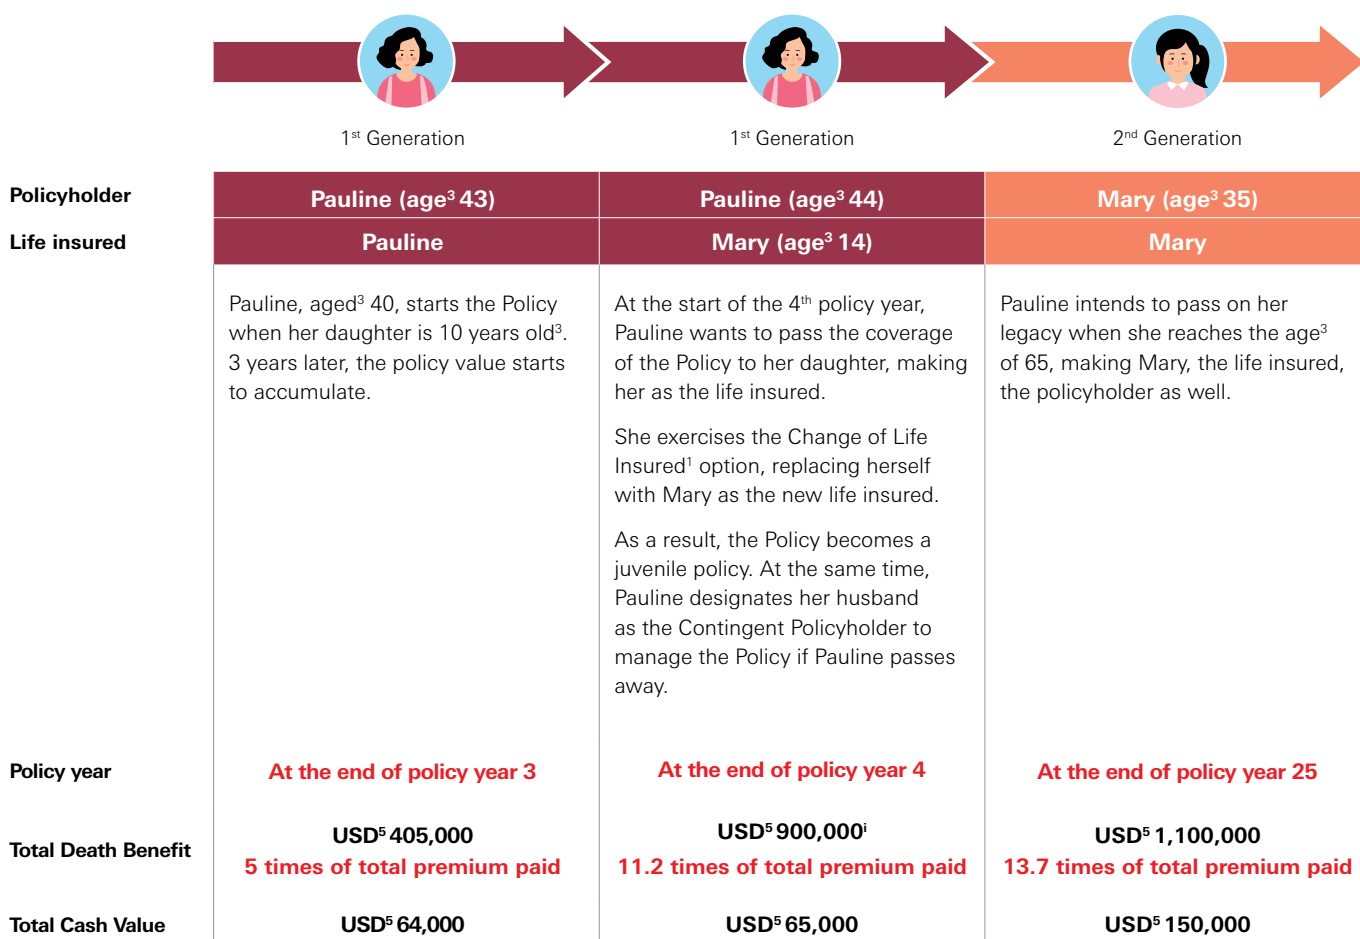 1st Generation
1st Generation
2nd Generation
Policyholder
Pauline (age3 43)
Pauline (age3 44)
Mary (age3 35)
Life insured
Pauline
Mary (age3 14)
Mary
Pauline, aged3 40, starts the Policy
when her daughter is 10 years old3.
3 years later, the policy value starts
to accumulate.
At the start of the 4th policy year,
Pauline wants to pass the coverage
of the Policy to her daughter, making
her as the life insured.
She exercises the Change of Life
Insured1 option, replacing herself
with Mary as the new life insured.
As a result, the Policy becomes a
juvenile policy. At the same time,
Pauline designates her husband
as the Contingent Policyholder to
manage the Policy if Pauline passes
away.
Pauline intends to pass on her
legacy when she reaches the age3
of 65, making Mary, the life insured,
the policyholder as well.
Policy year
At the end of policy year 3
At the end of policy year 4
At the end of policy year 25
Total Death Benefit
USD5 405,000
5 times of total premium paid
USD5 900,000i
11.2 times of total premium paid
USD5 1,100,000
13.7 times of total premium paid
Total Cash Value
USD5 64,000
USD5 65,000
USD5 150,000